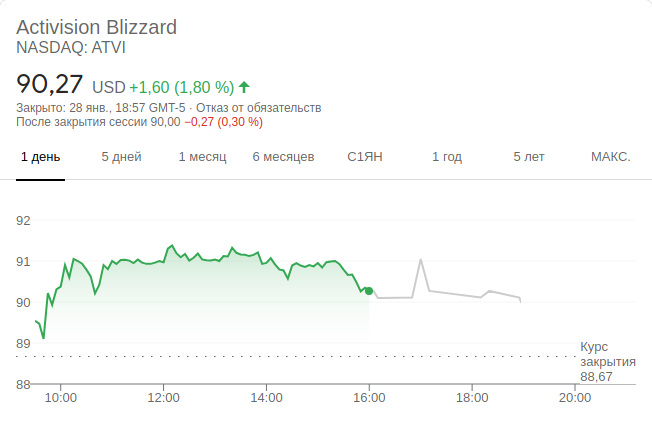 Activision Blizzard
NASDAQ: ATVI
90,27 USD +1,60 (1,80 %)
Закрыто: 28 янв., 18:57 GMT-5 · Отказ от обязательств
После закрытия сессии 90,00 −0,27 (0,30 %)
1 день 5 дней 1 месяц 6 месяцев С1ЯН 1 год 5 лет МАКС.
92
91
90
89
Курс
закрытия
88,67
88
10:00 12:00 14:00 16:00 18:00 20:00